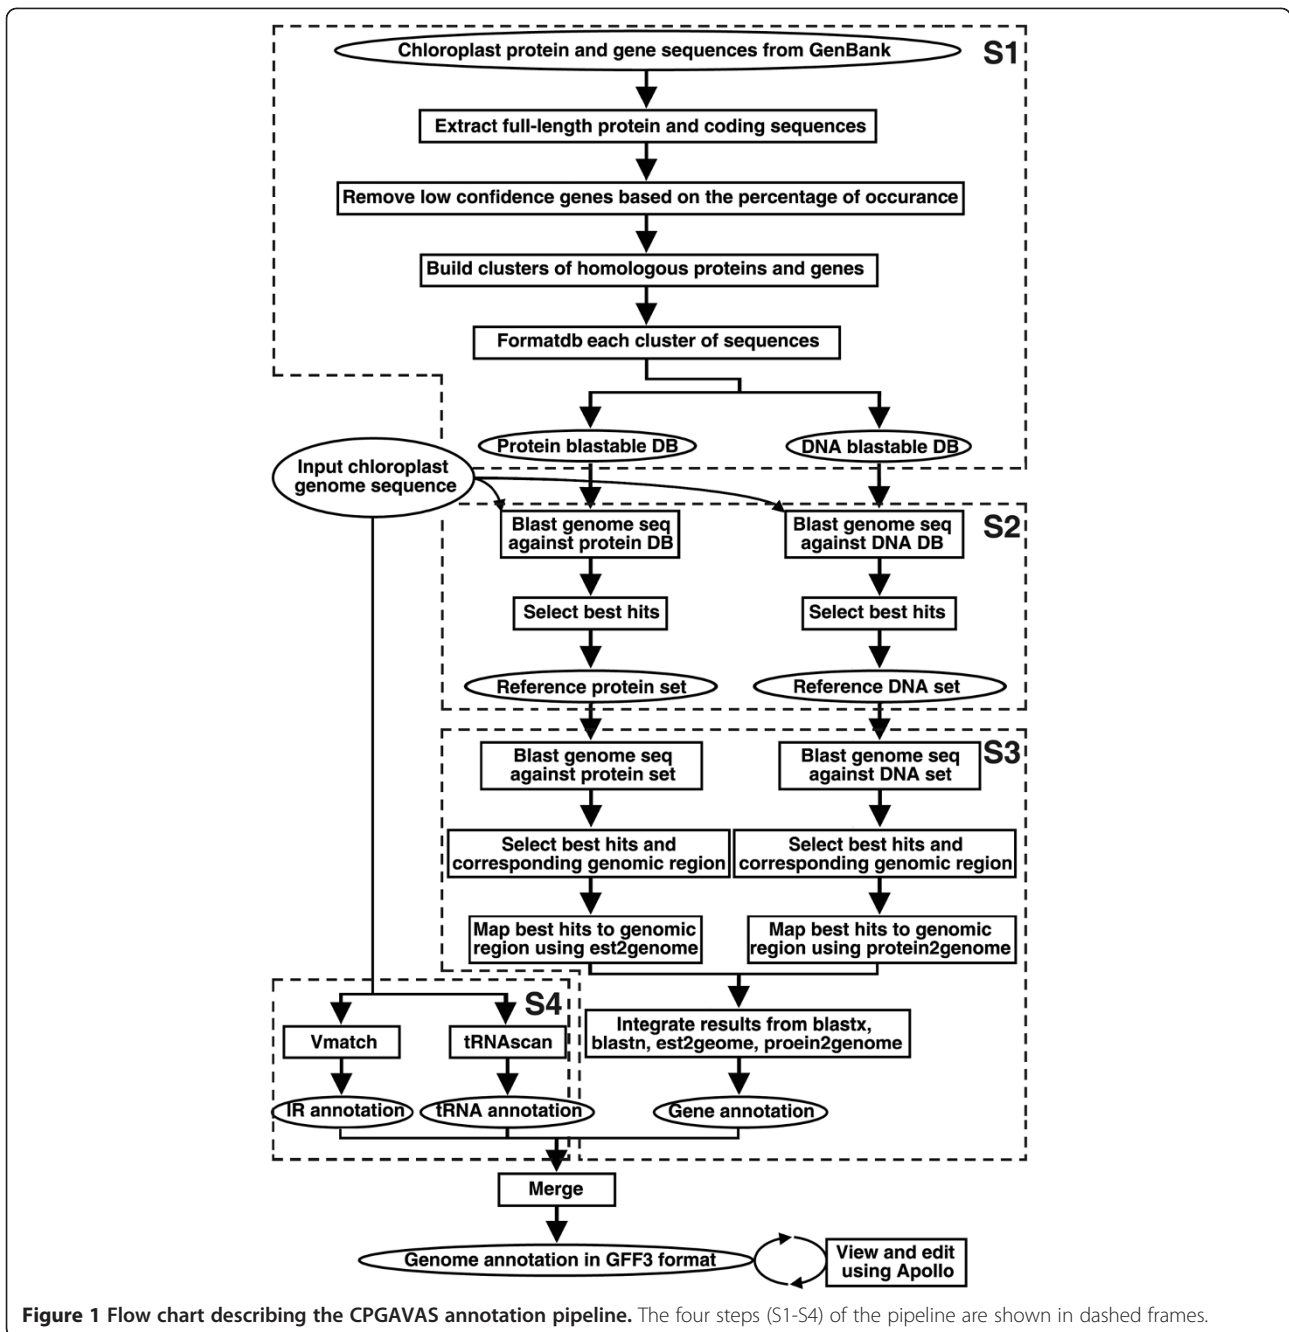 Chloroplast protein and gene sequences from GenBank
S1
Extract full-length protein and coding sequences
Remove low confidence genes based on the percentage of occurance
Build clusters of homologous proteins and genes
Formatdb each cluster of sequences
Protein blastable DB
DNA blastable DB
Input chloroplast
genome sequence
S2
Blast genome seq
against protein DB
Blast genome seq
against DNA DB
Select best hits
Select best hits
Reference protein set
Reference DNA set
S3
Blast genome seq
against protein set
Blast genome seq
against DNA set
Select best hits and
corresponding genomic region
Select best hits and
corresponding genomic region
Map best hits to genomic
region using est2genome
Map best hits to genomic
region using protein2genome
S4
Vmatch
tRNAscan
Integrate results from blastx,
blastn, est2geome, proein2genome
IR annotation
tRNA annotation
Gene annotation
Merge
Genome annotation in GFF3 format
View and edit
using Apollo
Figure 1 Flow chart describing the CPGAVAS annotation pipeline. The four steps (S1-S4) of the pipeline are shown in dashed frames.